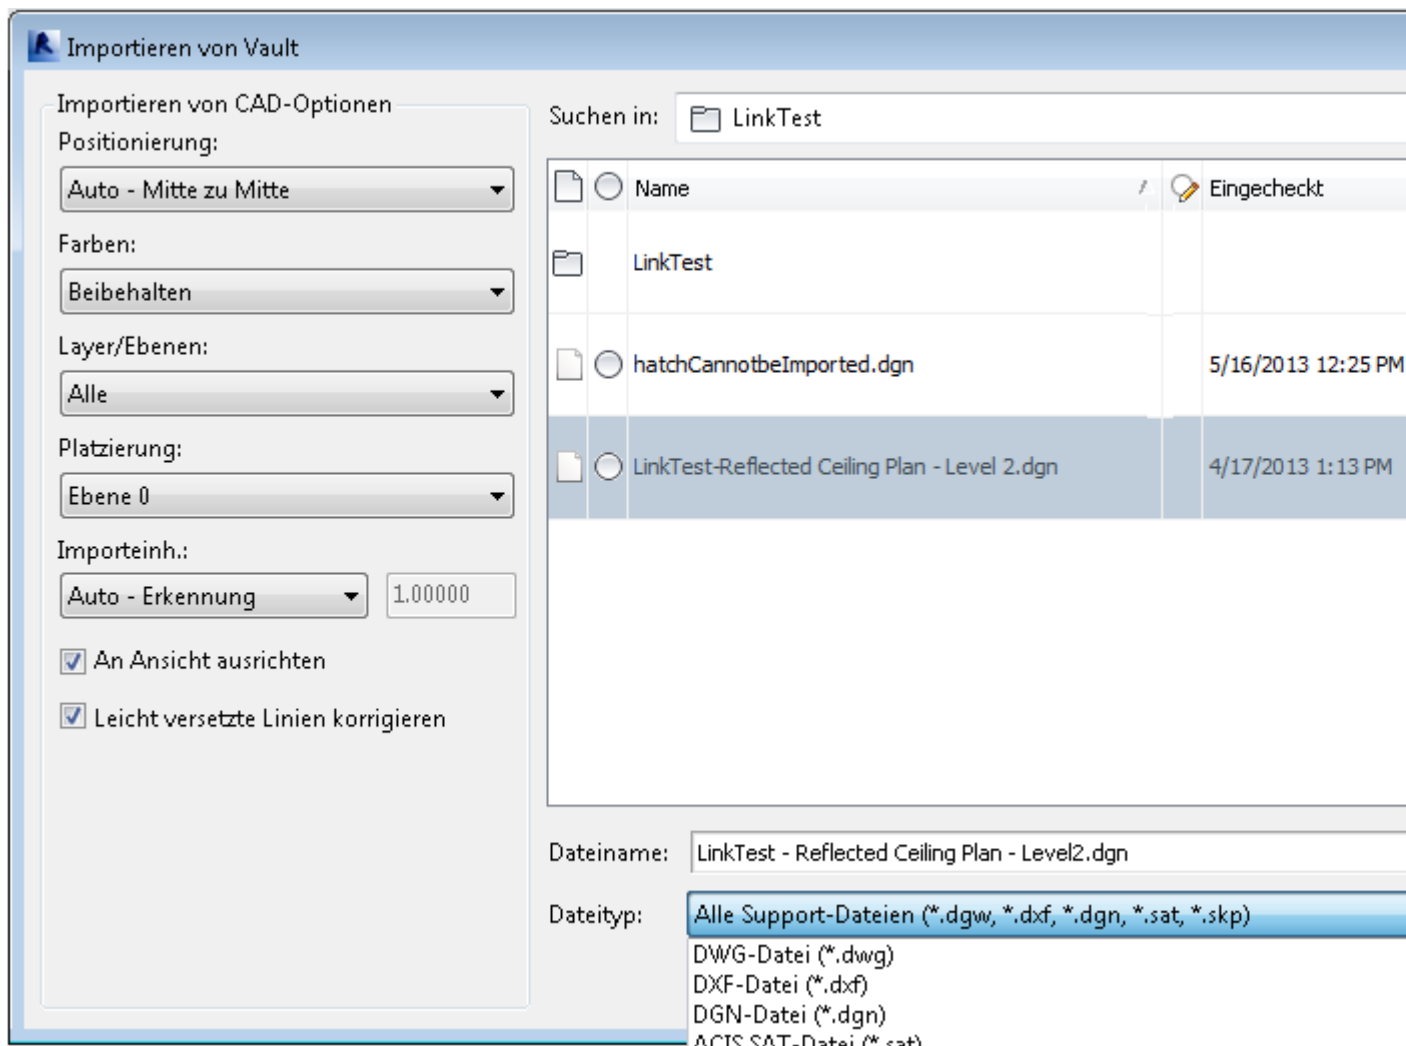 Importieren von Vault
Importieren von CAD-Optionen
Positionierung:
Auto - Mitte zu Mitte
Farben:
Beibehalten
Layer/Ebenen:
Alle
Platzierung:
Ebene 0
Importeinh.:
Auto - Erkennung 1.00000
An Ansicht ausrichten
Leicht versetzte Linien korrigieren
Suchen in: LinkTest
Name Eingecheckt
LinkTest
hatchCannotbeImported.dgn 5/16/2013 12:25 PM
LinkTest-Reflected Ceiling Plan - Level 2.dgn 4/17/2013 1:13 PM
Dateiname: LinkTest - Reflected Ceiling Plan - Level2.dgn
Dateityp: Alle Support-Dateien (*.dgw, *.dxf, *.dgn, *.sat, *.skp)
DWG-Datei (*.dwg)
DXF-Datei (*.dxf)
DGN-Datei (*.dgn)
ACIS SAT-Datei (*.sat)